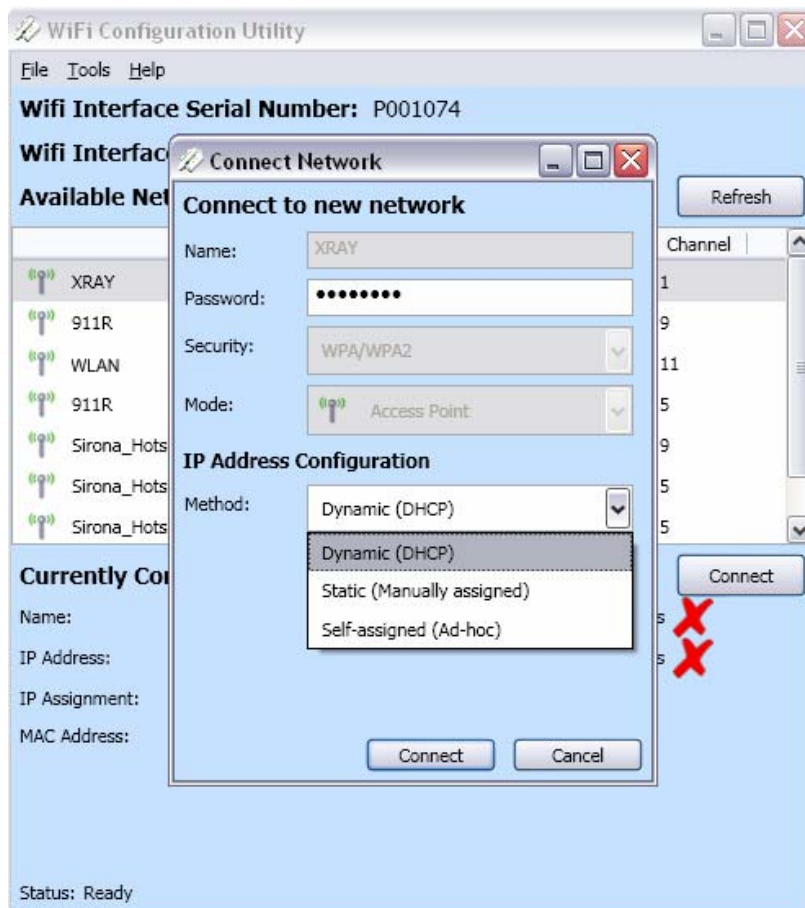 WiFi Configuration Utility
File Tools Help
Wifi Interface Serial Number: P001074
Wifi Interfac
Available Net
Refresh
Channel
XRAY 1
911R 9
WLAN 11
911R 5
Sirona_Hots 9
Sirona_Hots 5
Sirona_Hots 5
Currently Co
Connect
Name: s
IP Address: s
IP Assignment:
MAC Address:
Status: Ready
Connect Network
Connect to new network
Name: XRAY
Password: ••••••••
Security: WPA/WPA2
Mode: Access Point
IP Address Configuration
Method: Dynamic (DHCP)
Dynamic (DHCP)
Static (Manually assigned)
Self-assigned (Ad-hoc)
Connect Cancel